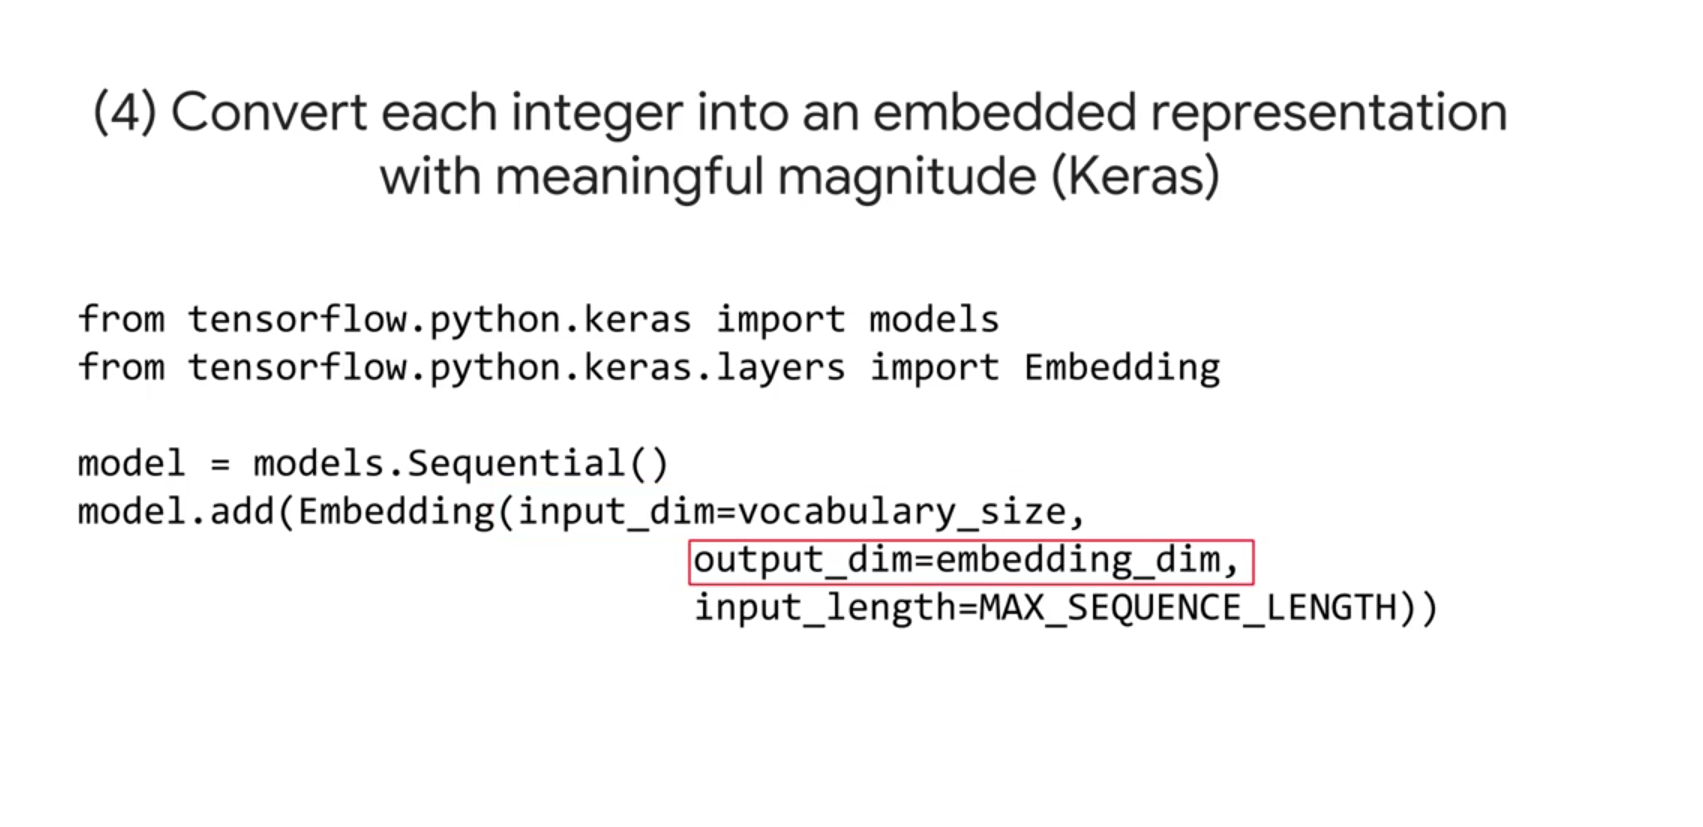 (4) Convert each integer into an embedded representation
with meaningful magnitude (Keras)
from tensorflow.python.keras import models
from tensorflow.python.keras.layers import Embedding
model = models.Sequential()
model.add(Embedding(input_dim=vocabulary_size,
output_dim=embedding_dim,
input_length=MAX_SEQUENCE_LENGTH))